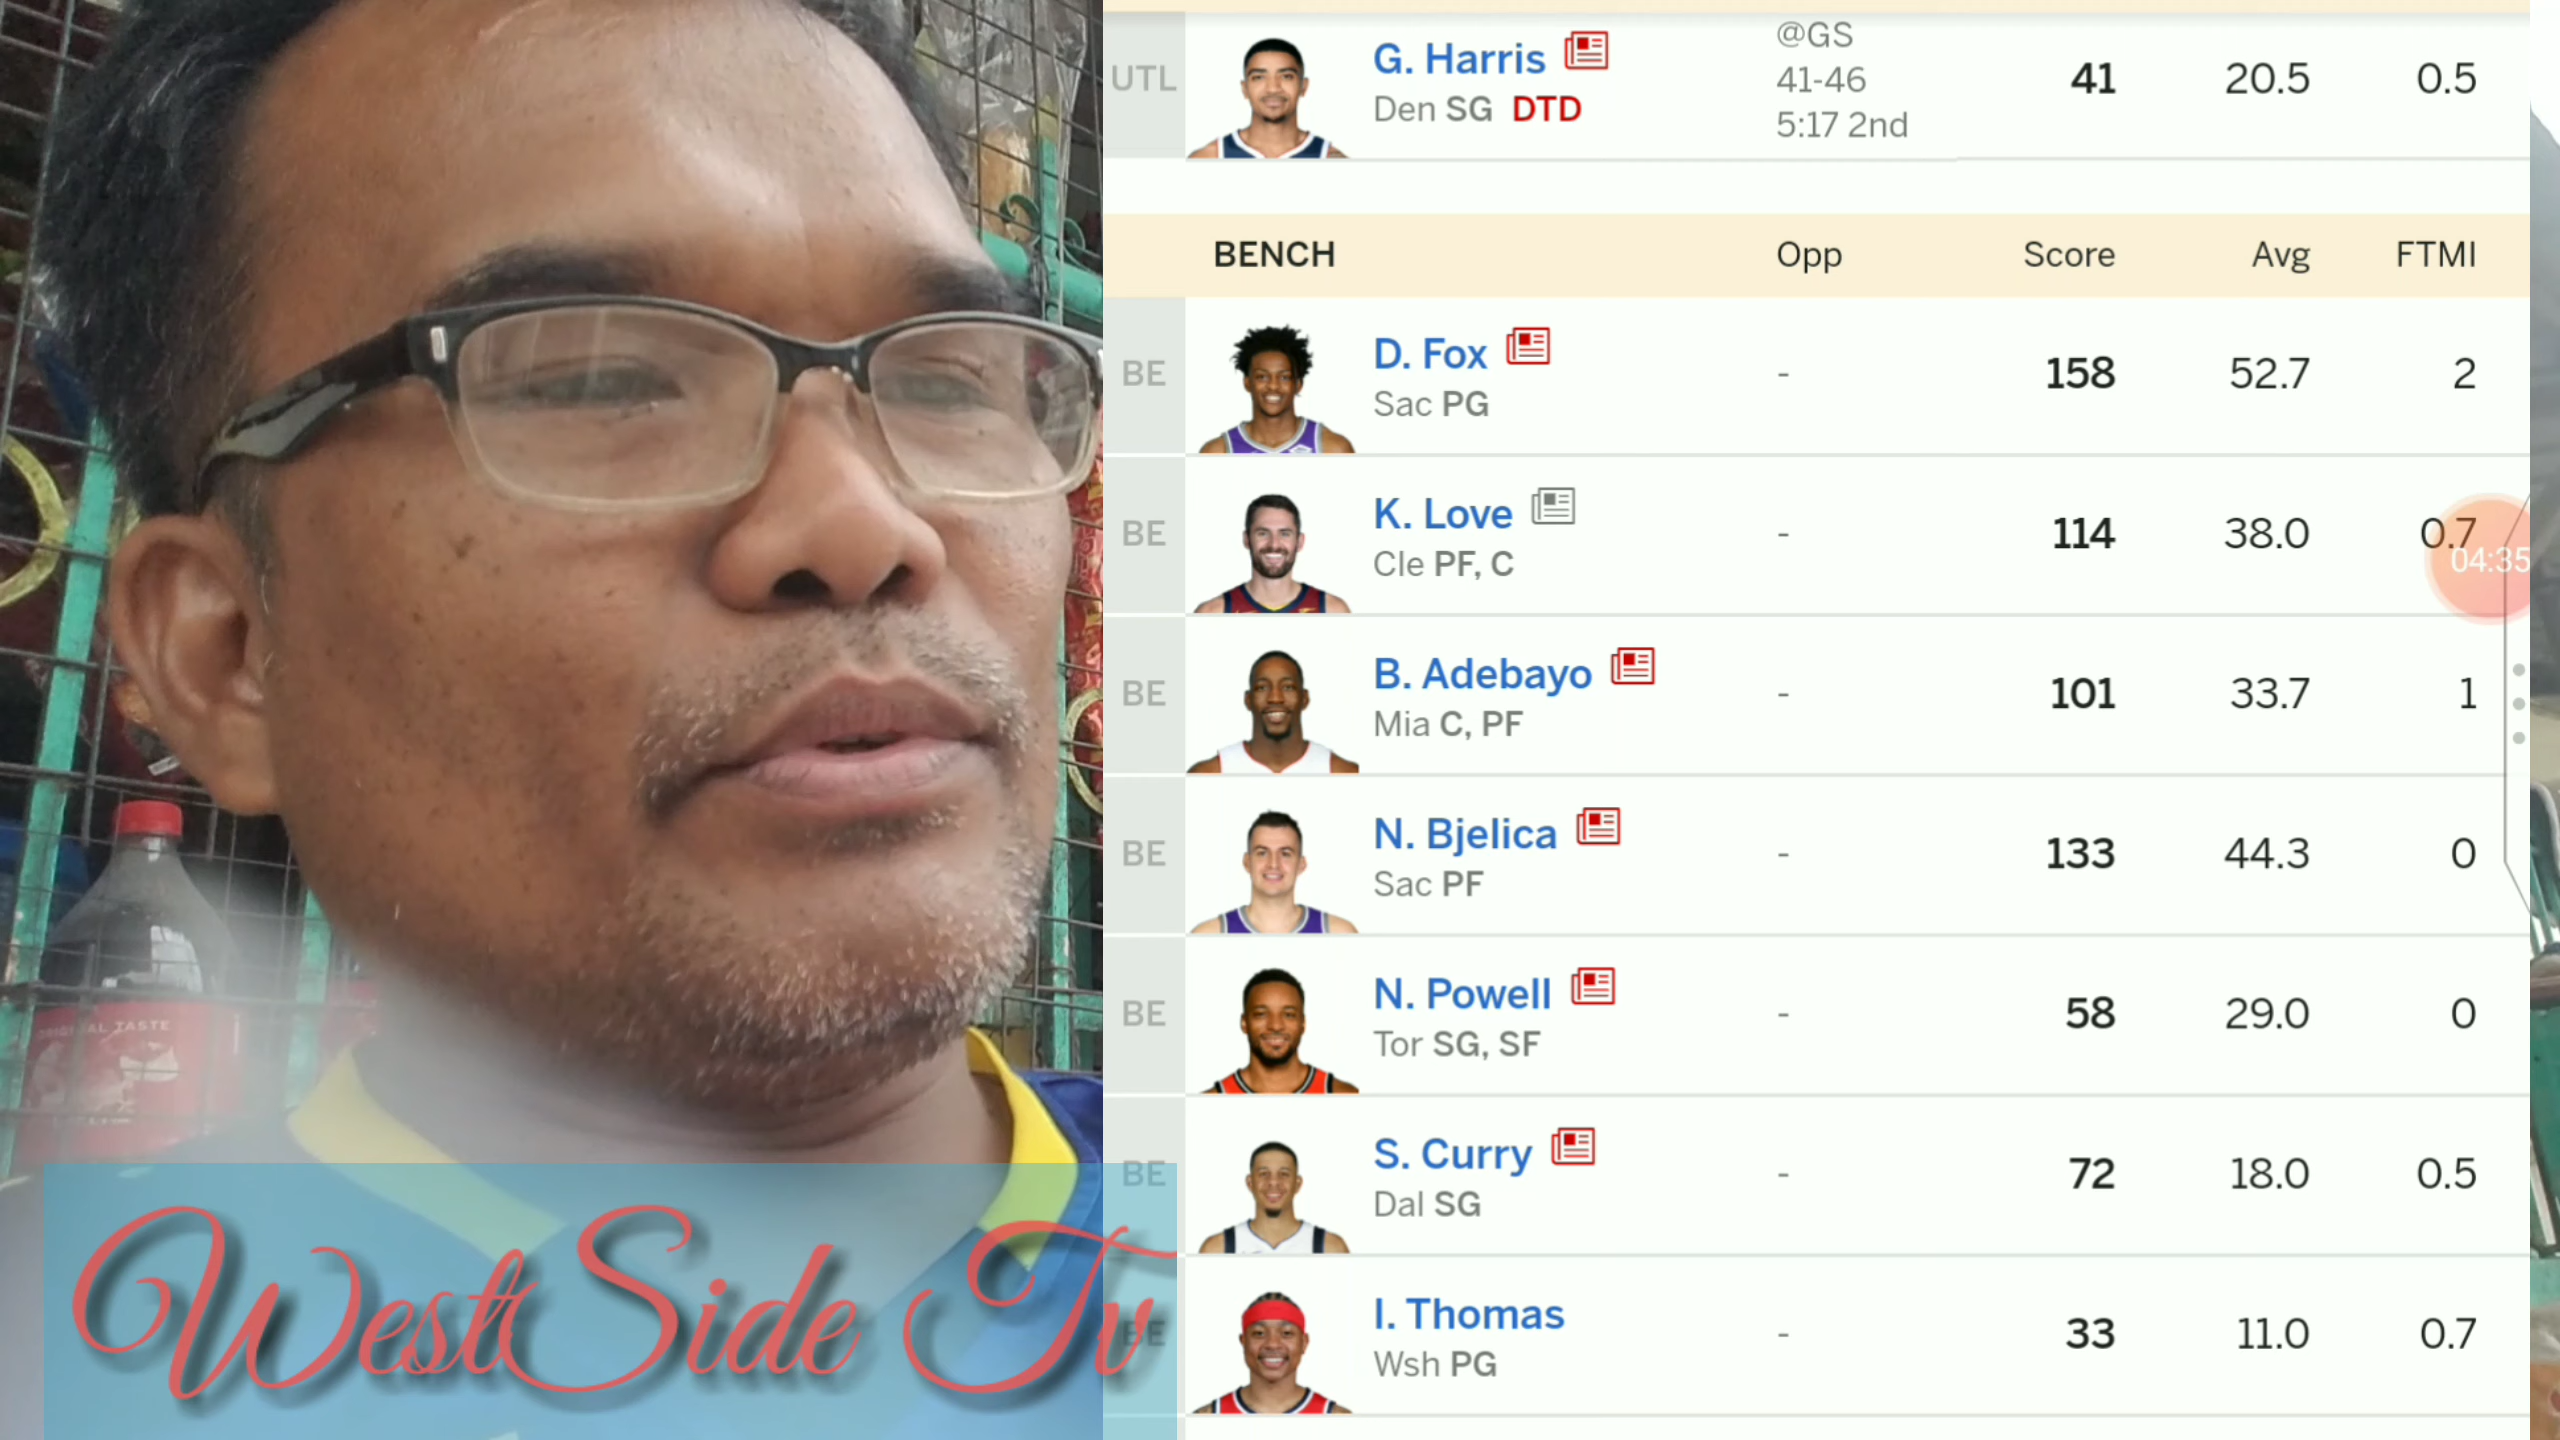 UTL
G. Harris
Den SG DTD
@GS
41-46
5:17 2nd
41
20.5
0.5
BENCH
Opp
Score
Avg
FTMI
BE
D. Fox
Sac PG
-
158
52.7
2
BE
K. Love
Cle PF, C
-
114
38.0
0.7
04:35
BE
B. Adebayo
Mia C, PF
-
101
33.7
1
BE
N. Bjelica
Sac PF
-
133
44.3
0
BE
N. Powell
Tor SG, SF
-
58
29.0
0
BE
S. Curry
Dal SG
-
72
18.0
0.5
BE
I. Thomas
Wsh PG
-
33
11.0
0.7
ORIGINAL TASTE
WestSide Tv